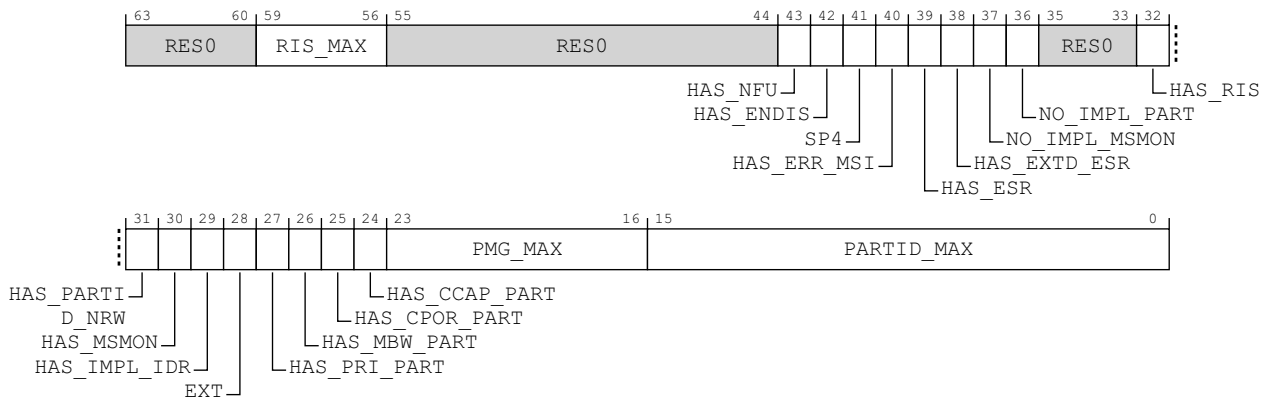 63 60 59 56 55 44 43 42 41 40 39 38 37 36 35 33 32
RES0 RIS_MAX RES0 RES0
HAS_NFU HAS_RIS
HAS_ENDIS NO_IMPL_PART
SP4 NO_IMPL_MSMON
HAS_ERR_MSI HAS_EXTD_ESR
HAS_ESR
31 30 29 28 27 26 25 24 23 16 15 0
PMG_MAX PARTID_MAX
HAS_PARTI HAS_CCAP_PART
D_NRW HAS_CPOR_PART
HAS_MSMON HAS_MBW_PART
HAS_IMPL_IDR HAS_PRI_PART
EXT